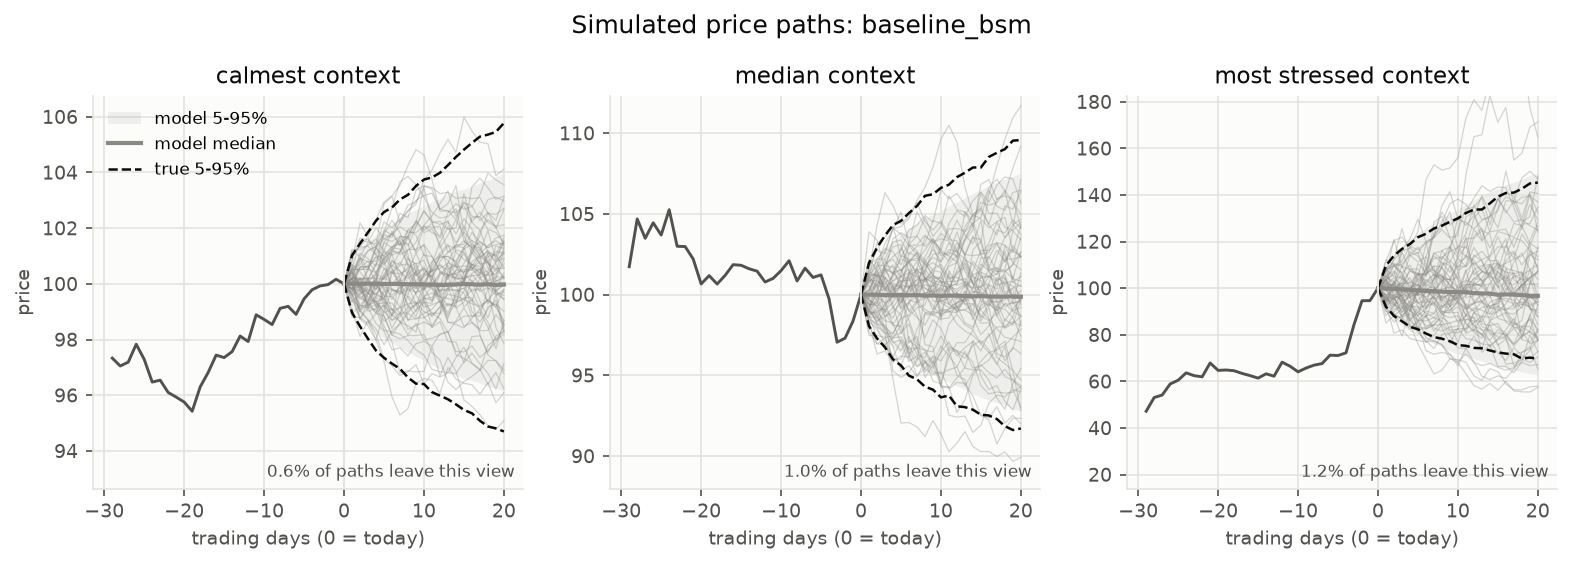 Simulated price paths: baseline_bsm
calmest context
106
104
102
100
98
96
94
price
model 5-95%
model median
true 5-95%
0.6% of paths leave this view
−30
−20
−10
0
10
20
trading days (0 = today)
median context
110
105
100
95
90
price
1.0% of paths leave this view
−30
−20
−10
0
10
20
trading days (0 = today)
most stressed context
180
160
140
120
100
80
60
40
20
price
1.2% of paths leave this view
−30
−20
−10
0
10
20
trading days (0 = today)